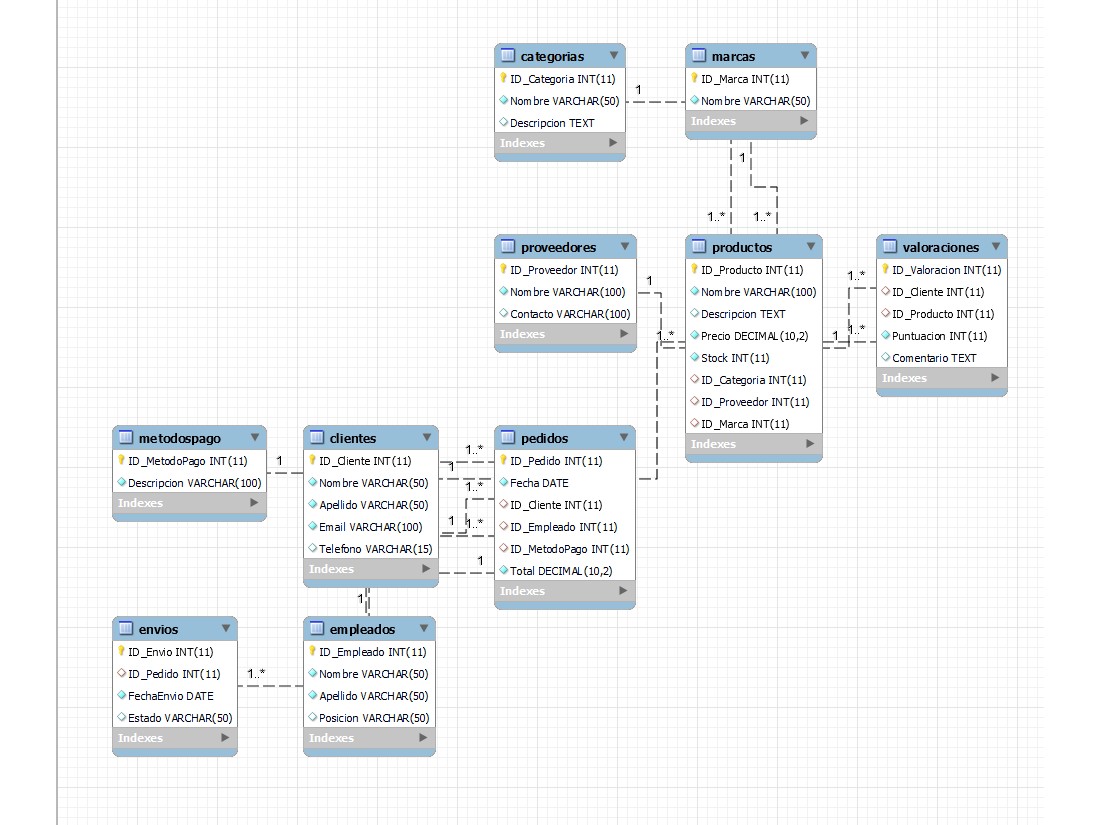 categorias
ID_Categoria INT(11)
Nombre VARCHAR(50)
Descripcion TEXT
Indexes
1
marcas
ID_Marca INT(11)
Nombre VARCHAR(50)
Indexes
1
1..*
1..*
proveedores
ID_Proveedor INT(11)
Nombre VARCHAR(100)
Contacto VARCHAR(100)
Indexes
1
1..*
productos
ID_Producto INT(11)
Nombre VARCHAR(100)
Descripcion TEXT
Precio DECIMAL(10,2)
Stock INT(11)
ID_Categoria INT(11)
ID_Proveedor INT(11)
ID_Marca INT(11)
Indexes
1..*
1
1..*
valoraciones
ID_Valoracion INT(11)
ID_Cliente INT(11)
ID_Producto INT(11)
Puntuacion INT(11)
Comentario TEXT
Indexes
metodospago
ID_MetodoPago INT(11)
Descripcion VARCHAR(100)
Indexes
1
clientes
ID_Cliente INT(11)
Nombre VARCHAR(50)
Apellido VARCHAR(50)
Email VARCHAR(100)
Telefono VARCHAR(15)
Indexes
1..*
1
1..*
1
1..*
1
pedidos
ID_Pedido INT(11)
Fecha DATE
ID_Cliente INT(11)
ID_Empleado INT(11)
ID_MetodoPago INT(11)
Total DECIMAL(10,2)
Indexes
1
envios
ID_Envio INT(11)
ID_Pedido INT(11)
FechaEnvio DATE
Estado VARCHAR(50)
Indexes
1..*
empleados
ID_Empleado INT(11)
Nombre VARCHAR(50)
Apellido VARCHAR(50)
Posicion VARCHAR(50)
Indexes